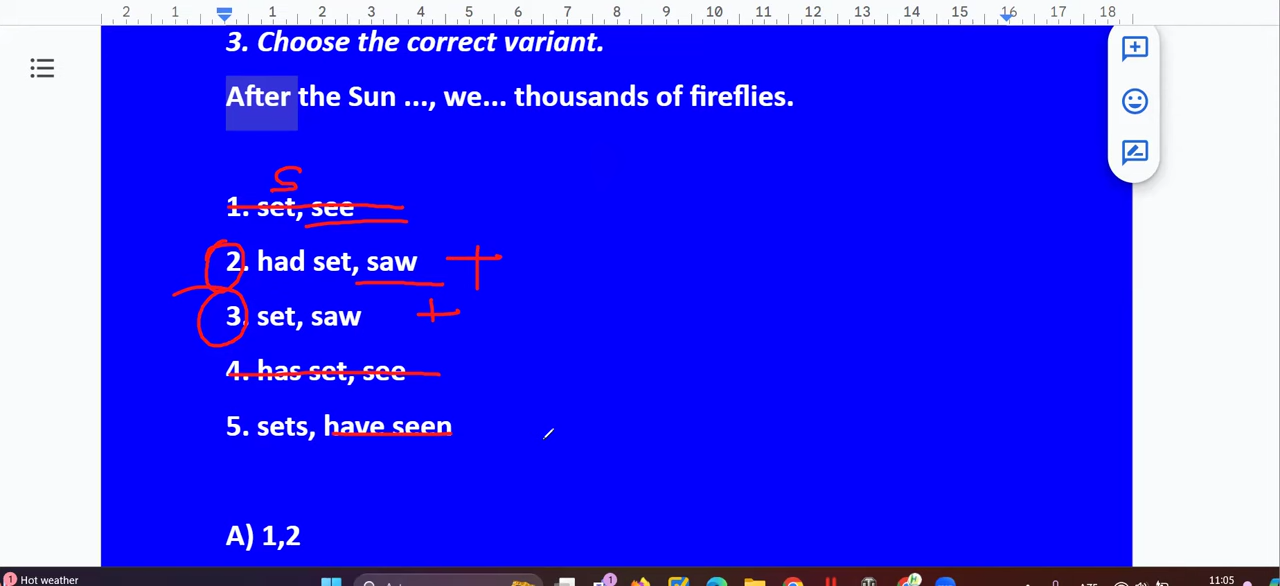 2 1 1 2 3 4 5 6 7 8 9 10 11 12 13 14 15 16 17 18
3. Choose the correct variant.
After the Sun ..., we... thousands of fireflies.
S
1. set, see
2. had set, saw +
3. set, saw +
4. has set, see
5. sets, have seen
A) 1,2
1 Hot weather
1
11:05